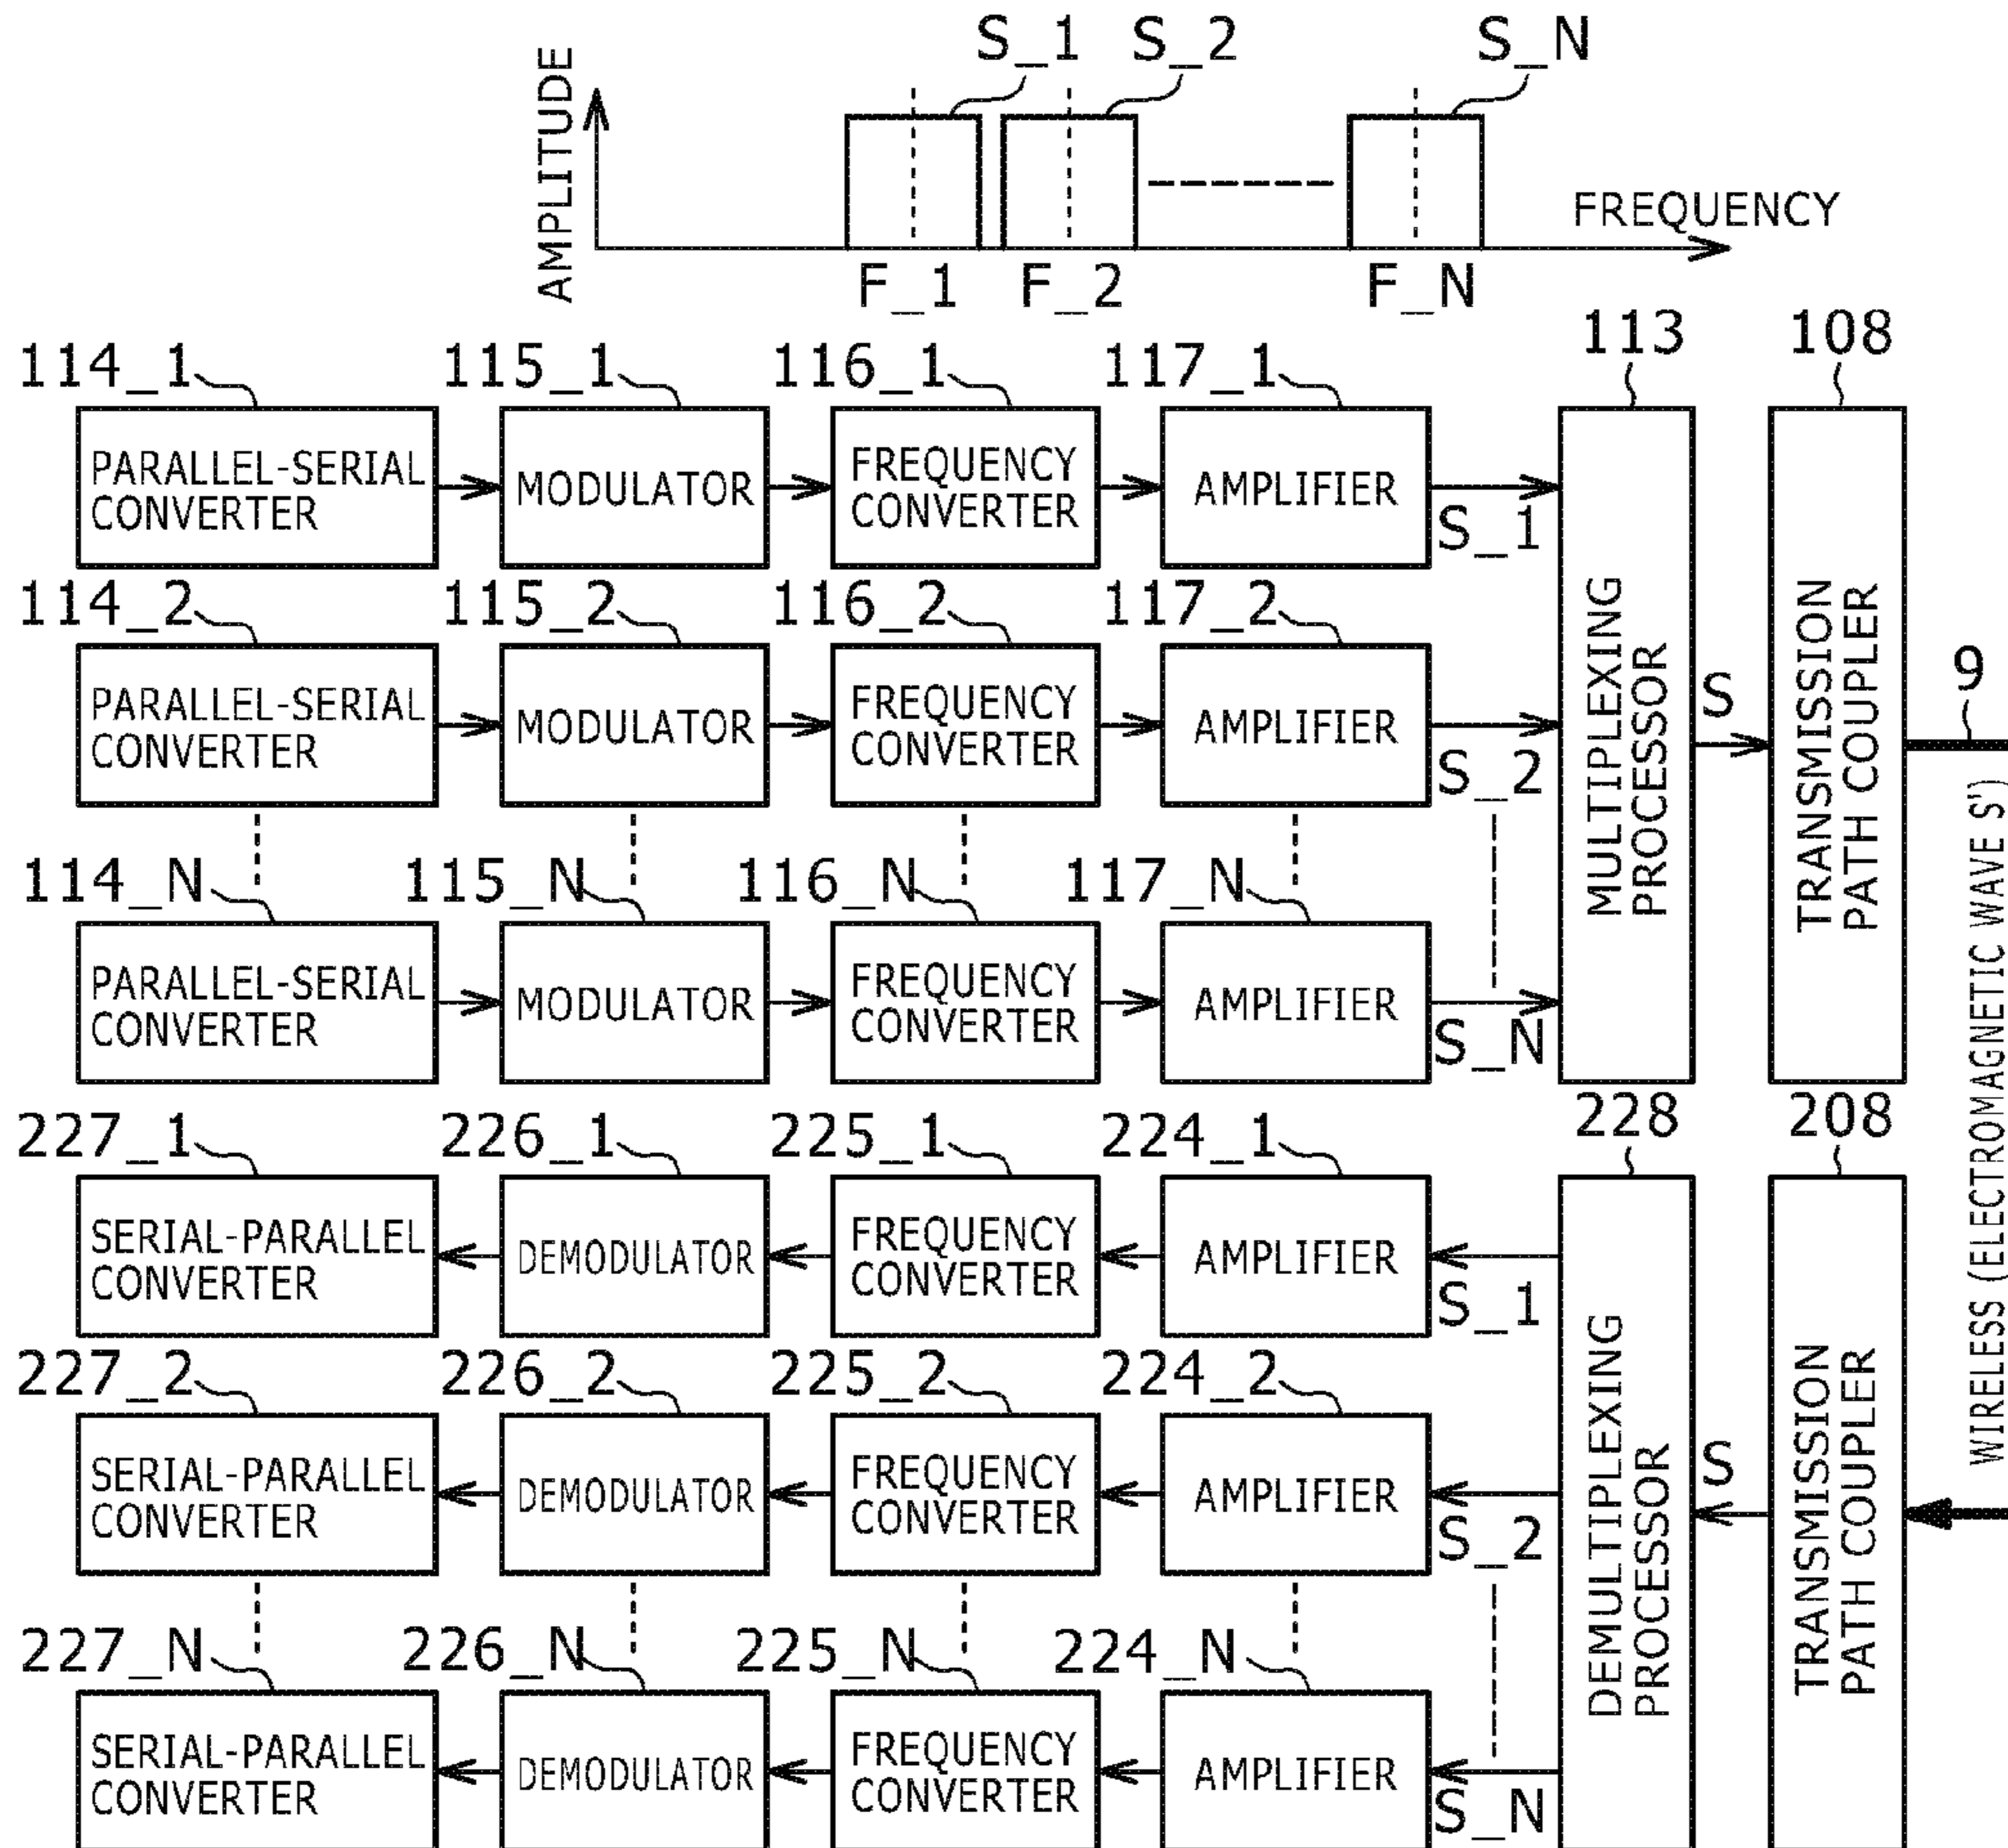 S_1 S_2 S_N
AMPLITUDE
FREQUENCY
F_1 F_2 F_N
113 108
114_1 115_1 116_1 117_1
PARALLEL-SERIAL
CONVERTER
MODULATOR
FREQUENCY
CONVERTER
AMPLIFIER
S_1
114_2 115_2 116_2 117_2
PARALLEL-SERIAL
CONVERTER
MODULATOR
FREQUENCY
CONVERTER
AMPLIFIER
S_2
114_N 115_N 116_N 117_N
PARALLEL-SERIAL
CONVERTER
MODULATOR
FREQUENCY
CONVERTER
AMPLIFIER
S_N
MULTIPLEXING
PROCESSOR
S
TRANSMISSION
PATH COUPLER
9
WIRELESS (ELECTROMAGNETIC WAVE S')
228 208
227_1 226_1 225_1 224_1
SERIAL-PARALLEL
CONVERTER
DEMODULATOR
FREQUENCY
CONVERTER
AMPLIFIER
S_1
227_2 226_2 225_2 224_2
SERIAL-PARALLEL
CONVERTER
DEMODULATOR
FREQUENCY
CONVERTER
AMPLIFIER
S_2
227_N 226_N 225_N 224_N
SERIAL-PARALLEL
CONVERTER
DEMODULATOR
FREQUENCY
CONVERTER
AMPLIFIER
S_N
DEMULTIPLEXING
PROCESSOR
S
TRANSMISSION
PATH COUPLER